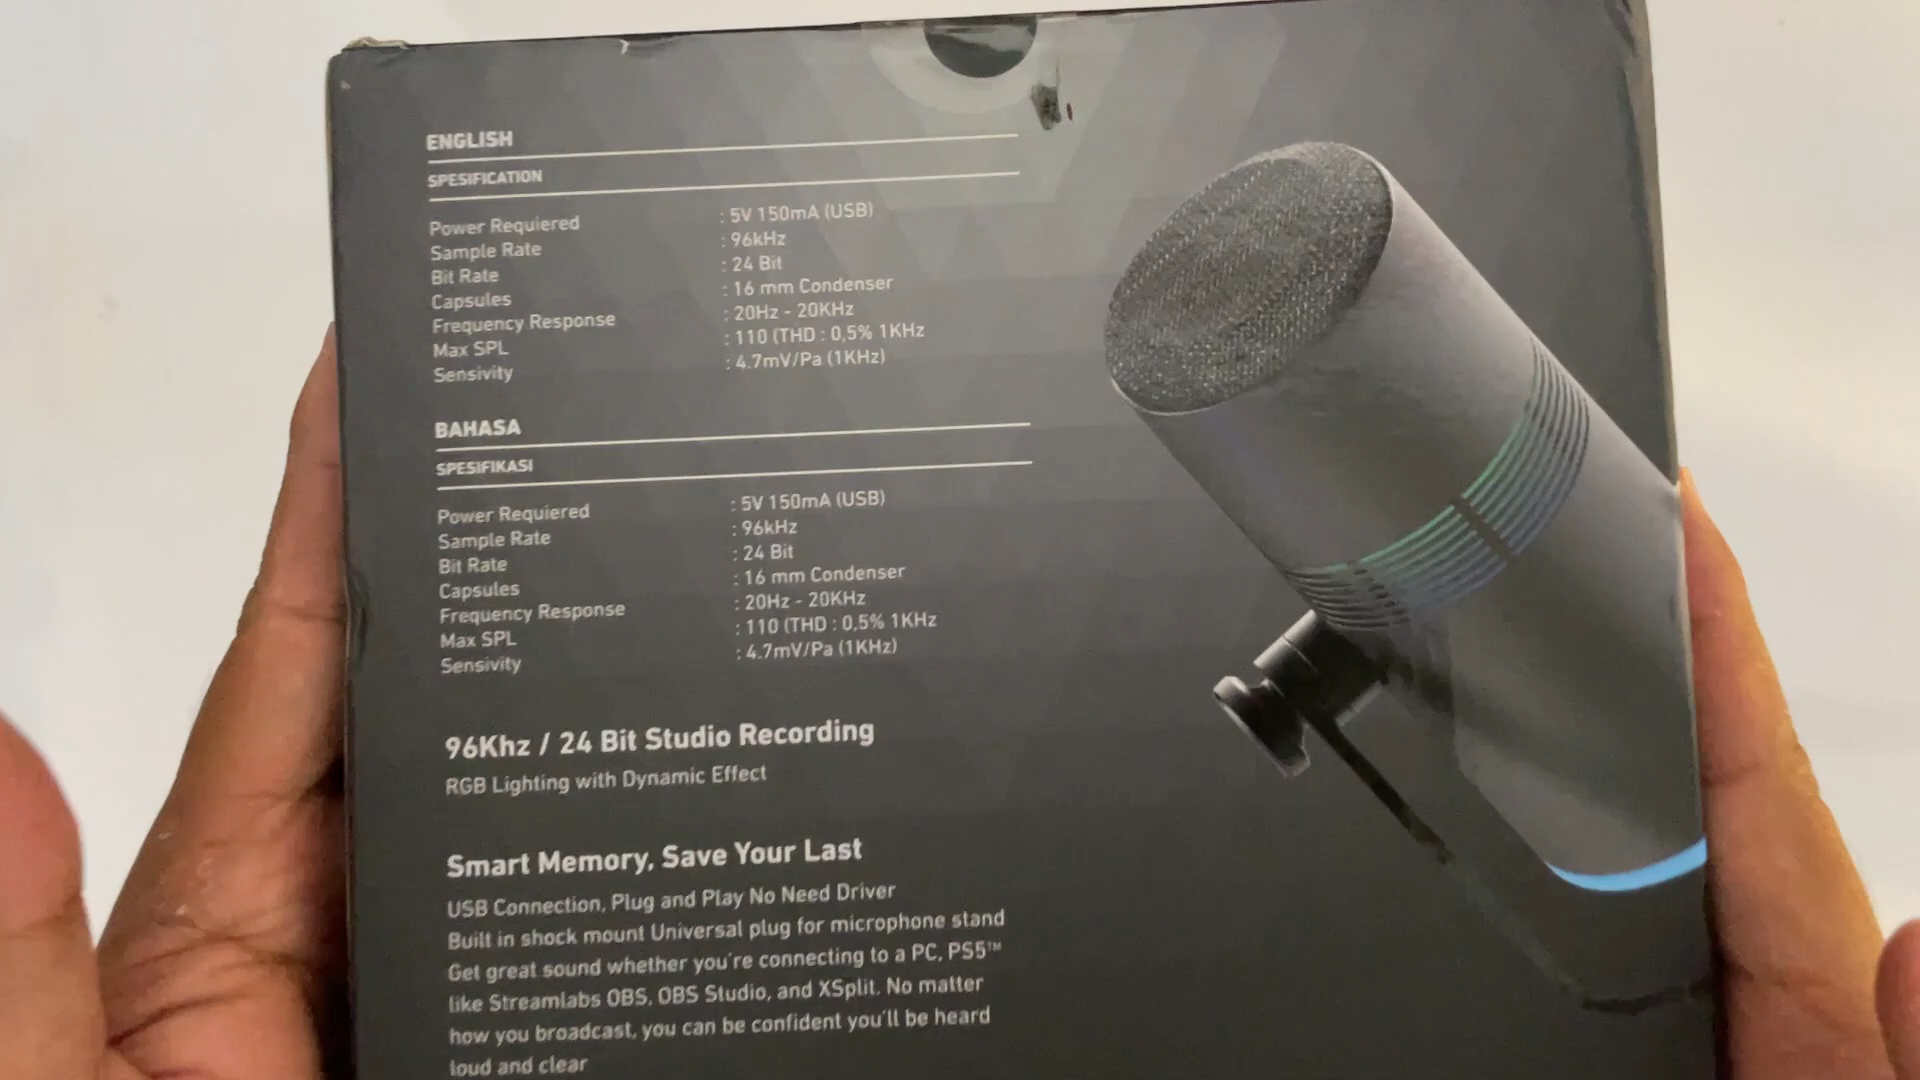 ENGLISH
SPESIFICATION
Power Requiered : 5V 150mA (USB)
Sample Rate : 96kHz
Bit Rate : 24 Bit
Capsules : 16 mm Condenser
Frequency Response : 20Hz - 20KHz
Max SPL : 110 (THD : 0,5% 1KHz
Sensivity : 4.7mV/Pa (1KHz)
BAHASA
SPESIFIKASI
Power Requiered : 5V 150mA (USB)
Sample Rate : 96kHz
Bit Rate : 24 Bit
Capsules : 16 mm Condenser
Frequency Response : 20Hz - 20KHz
Max SPL : 110 (THD : 0,5% 1KHz
Sensivity : 4.7mV/Pa (1KHz)
96Khz / 24 Bit Studio Recording
RGB Lighting with Dynamic Effect
Smart Memory, Save Your Last
USB Connection, Plug and Play No Need Driver
Built in shock mount Universal plug for microphone stand
Get great sound whether you're connecting to a PC, PS5™
like Streamlabs OBS, OBS Studio, and XSplit. No matter
how you broadcast, you can be confident you'll be heard
loud and clear